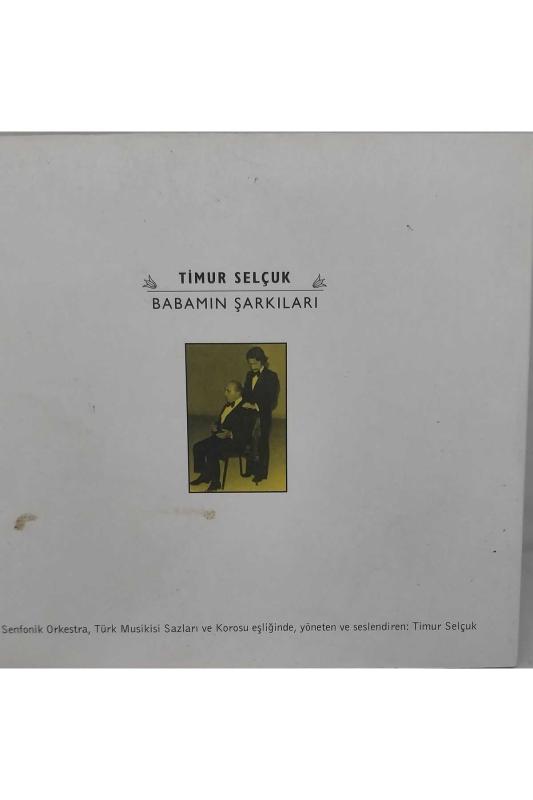 TİMUR SELÇUK
BABAMIN ŞARKILARI
Senfonik Orkestra, Türk Musikisi Sazları ve Korosu eşliğinde, yöneten ve seslendiren: Timur Selçuk